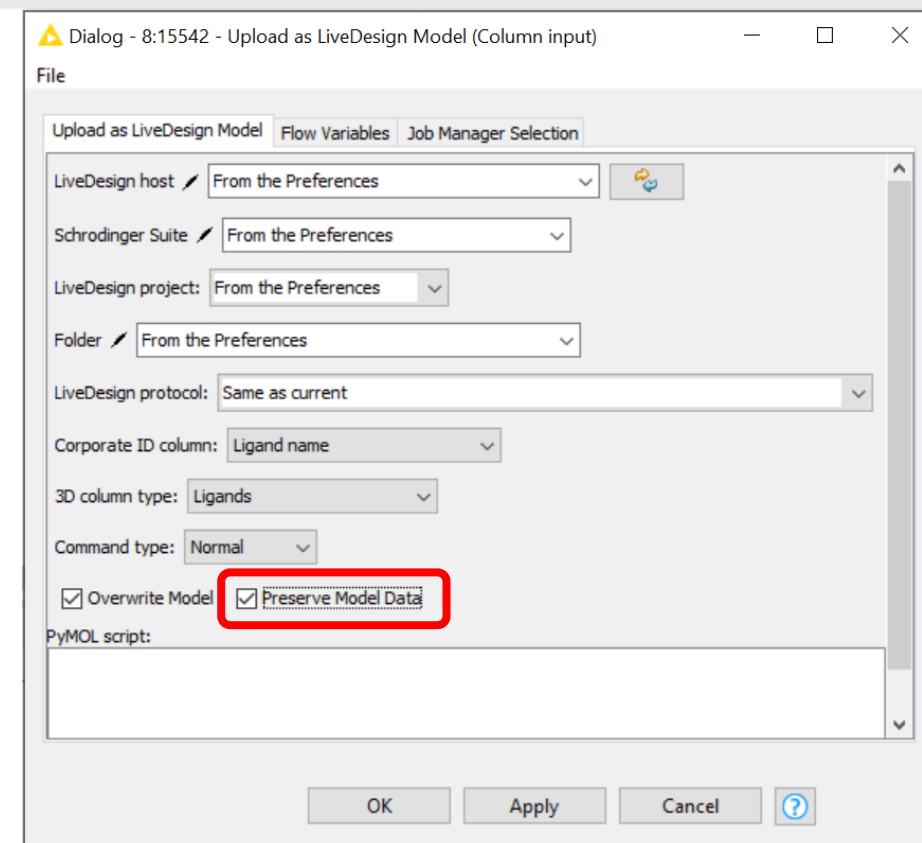 Dialog - 8:15542 - Upload as LiveDesign Model (Column input)
File
Upload as LiveDesign Model Flow Variables Job Manager Selection
LiveDesign host From the Preferences
Schrodinger Suite From the Preferences
LiveDesign project: From the Preferences
Folder From the Preferences
LiveDesign protocol: Same as current
Corporate ID column: Ligand name
3D column type: Ligands
Command type: Normal
Overwrite Model Preserve Model Data
PyMOL script:
OK Apply Cancel ?